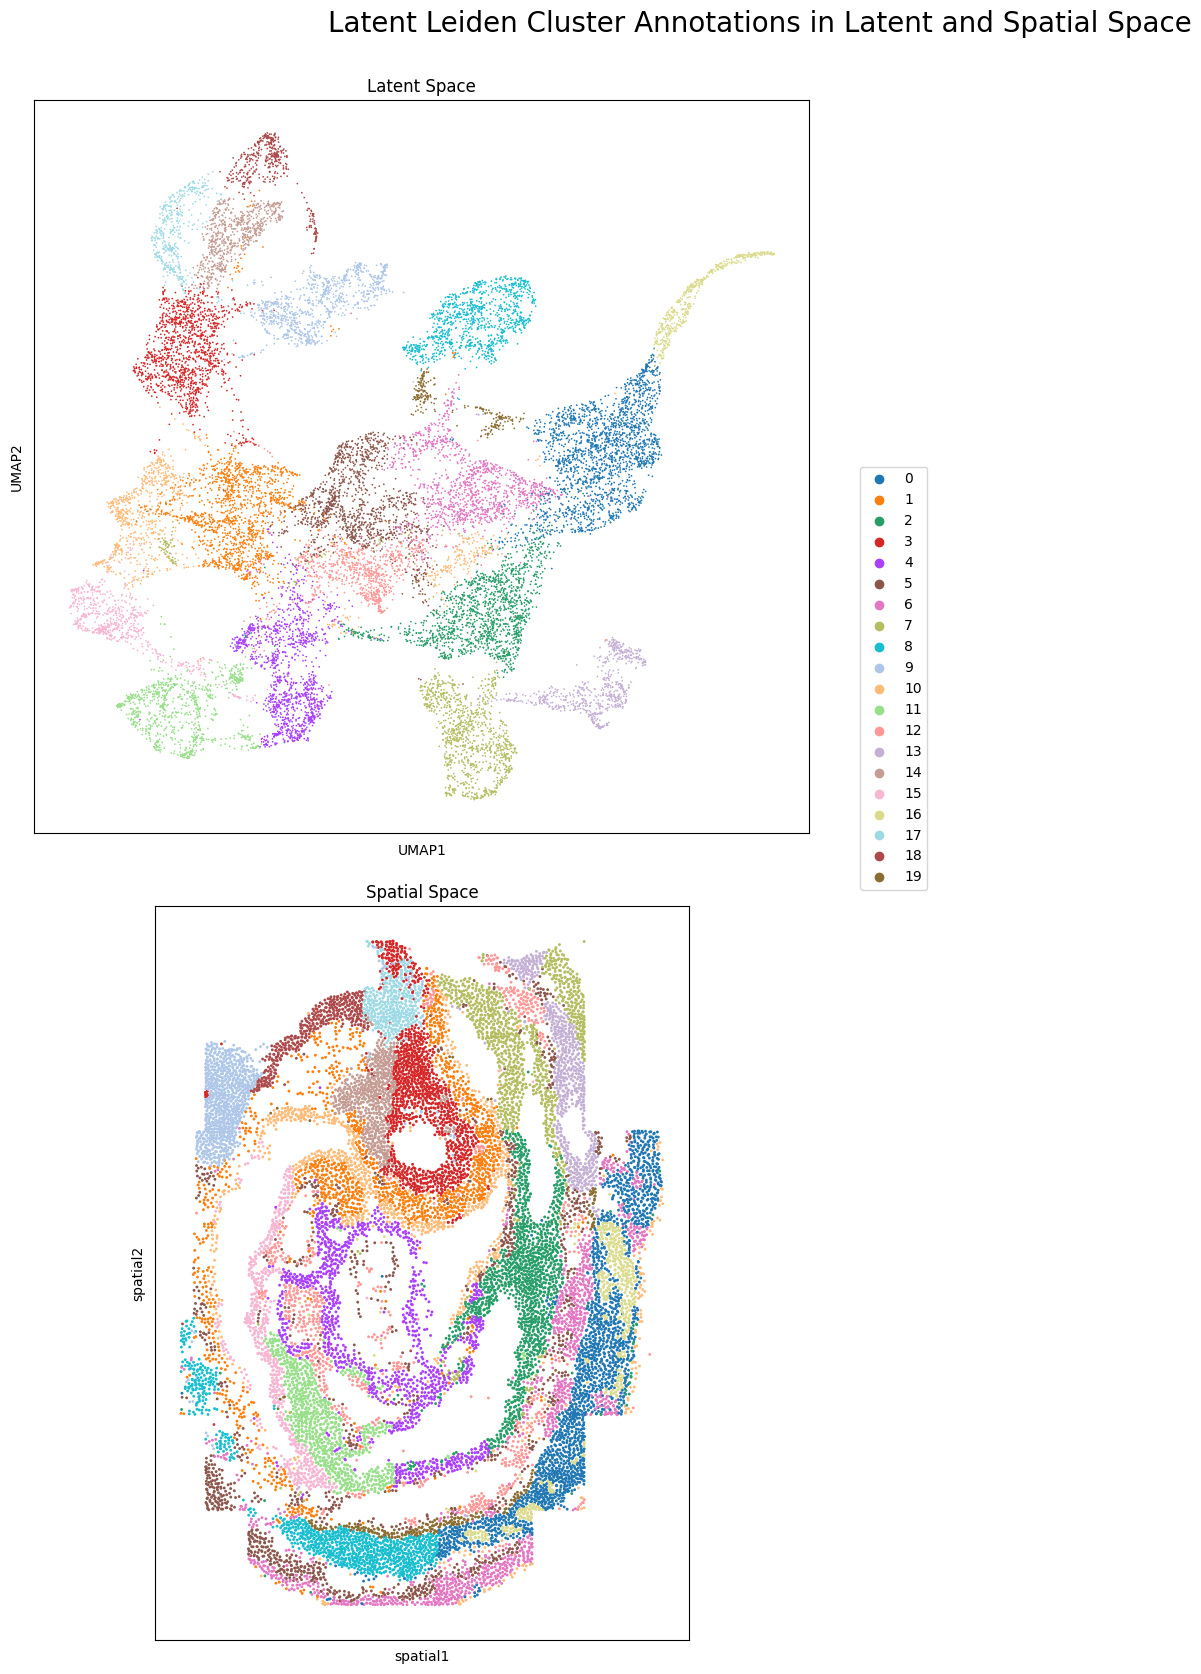 Latent Leiden Cluster Annotations in Latent and Spatial Space
Latent Space
UMAP2
UMAP1
0
1
2
3
4
5
6
7
8
9
10
11
12
13
14
15
16
17
18
19
Spatial Space
spatial2
spatial1